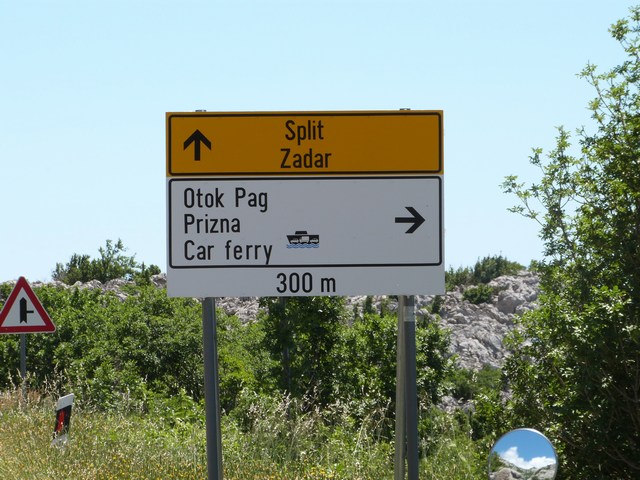 Split
Zadar
Otok Pag
Prizna
Car ferry
300 m